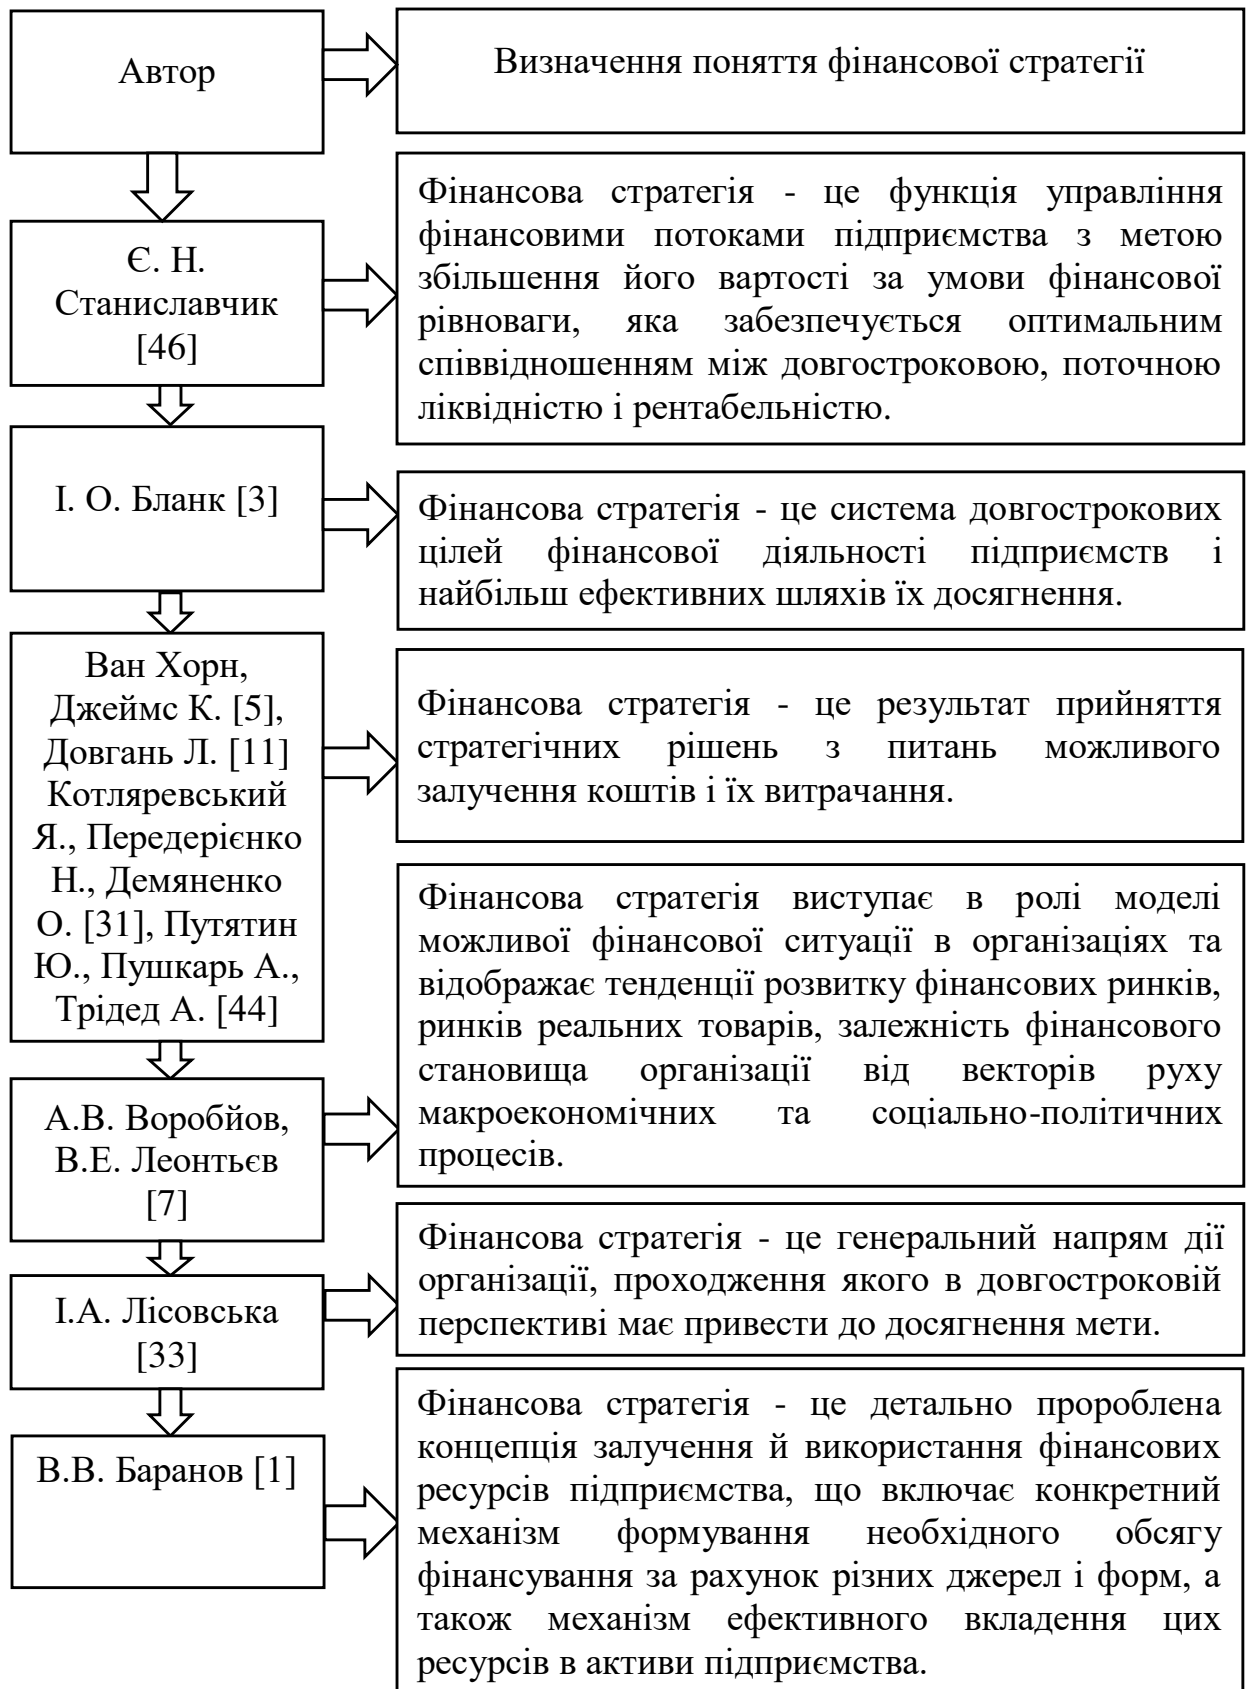 Автор
Визначення поняття фінансової стратегії
Є. Н.
Станиславчик
[46]
Фінансова стратегія - це функція управління
фінансовими потоками підприємства з метою
збільшення його вартості за умови фінансової
рівноваги, яка забезпечується оптимальним
співвідношенням між довгостроковою, поточною
ліквідністю і рентабельністю.
І. О. Бланк [3]
Фінансова стратегія - це система довгострокових
цілей фінансової діяльності підприємств і
найбільш ефективних шляхів їх досягнення.
Ван Хорн,
Джеймс К. [5],
Довгань Л. [11]
Котляревський
Я., Передерієнко
Н., Демяненко
О. [31], Путятин
Ю., Пушкарь А.,
Трідед А. [44]
Фінансова стратегія - це результат прийняття
стратегічних рішень з питань можливого
залучення коштів і їх витрачання.
А.В. Воробйов,
В.Е. Леонтьєв
[7]
Фінансова стратегія виступає в ролі моделі
можливої фінансової ситуації в організаціях та
відображає тенденції розвитку фінансових ринків,
ринків реальних товарів, залежність фінансового
становища організації від векторів руху
макроекономічних та соціально-політичних
процесів.
І.А. Лісовська
[33]
Фінансова стратегія - це генеральний напрям дії
організації, проходження якого в довгостроковій
перспективі має привести до досягнення мети.
В.В. Баранов [1]
Фінансова стратегія - це детально пророблена
концепція залучення й використання фінансових
ресурсів підприємства, що включає конкретний
механізм формування необхідного обсягу
фінансування за рахунок різних джерел і форм, а
також механізм ефективного вкладення цих
ресурсів в активи підприємства.